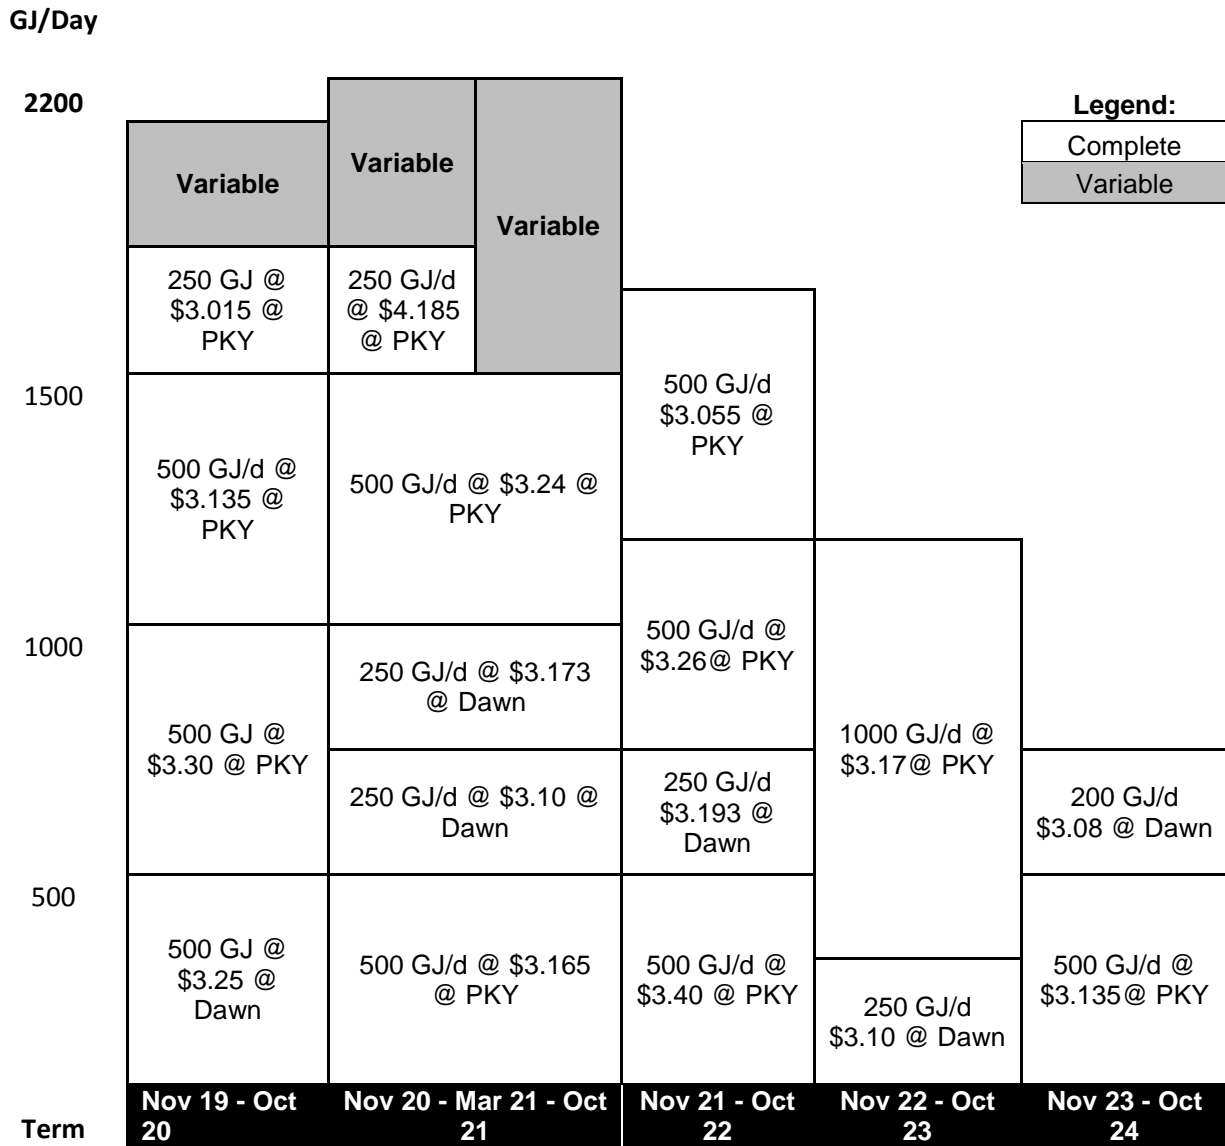 GJ/Day
2200
Legend:
Complete
Variable
Variable
Variable
Variable
250 GJ @
$3.015 @
PKY
250 GJ/d
@ $4.185
@ PKY
1500
500 GJ/d
$3.055 @
PKY
500 GJ/d @
$3.135 @
PKY
500 GJ/d @ $3.24 @
PKY
1000
500 GJ/d @
$3.26@ PKY
250 GJ/d @ $3.173
@ Dawn
500 GJ @
$3.30 @ PKY
1000 GJ/d @
$3.17@ PKY
250 GJ/d @ $3.10 @
Dawn
250 GJ/d
$3.193 @
Dawn
200 GJ/d
$3.08 @ Dawn
500
500 GJ @
$3.25 @
Dawn
500 GJ/d @ $3.165
@ PKY
500 GJ/d @
$3.40 @ PKY
250 GJ/d
$3.10 @ Dawn
500 GJ/d @
$3.135@ PKY
Term
Nov 19 - Oct
20
Nov 20 - Mar 21 - Oct
21
Nov 21 - Oct
22
Nov 22 - Oct
23
Nov 23 - Oct
24